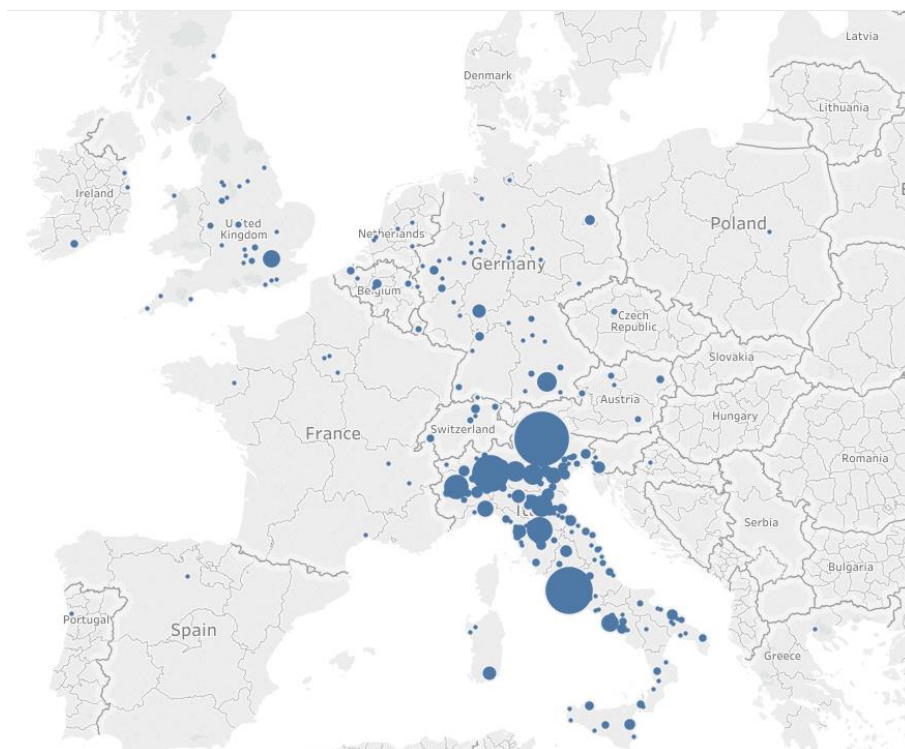 Latvia
Denmark
Lithuania
Ireland
United
Kingdom
Netherlands
Poland
Germany
Belgium
Czech
Republic
Slovakia
Austria
Hungary
France
Switzerland
Romania
Serbia
Bulgaria
Portugal
Spain
Greece